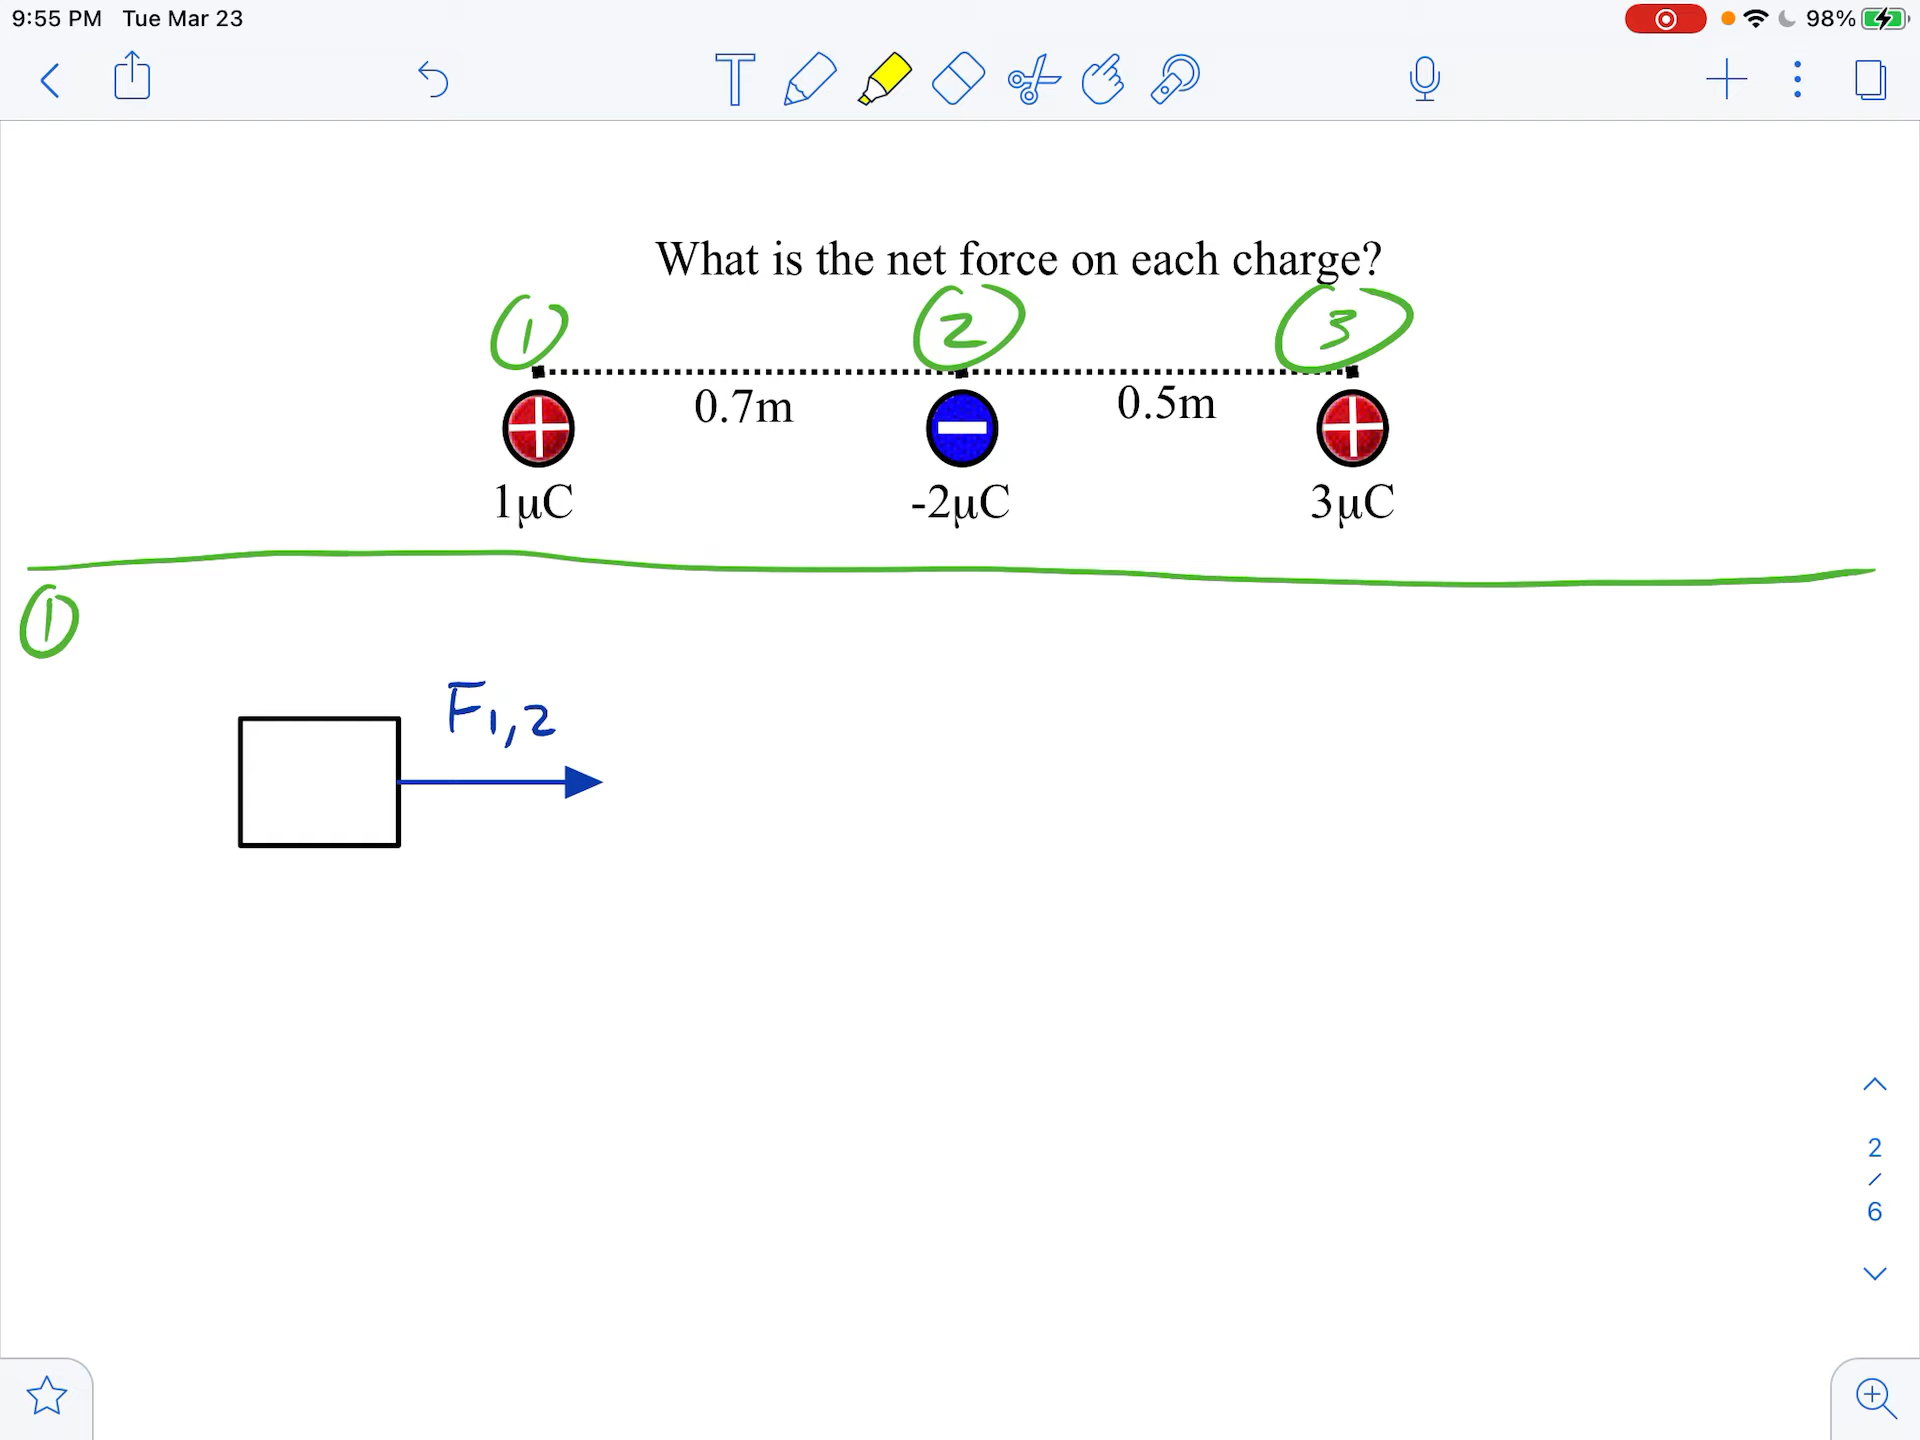 9:55 PM Tue Mar 23
98%
T
What is the net force on each charge?
1 2 3
0.7m 0.5m
1μC -2μC 3μC
1
F1,2
2
/
6